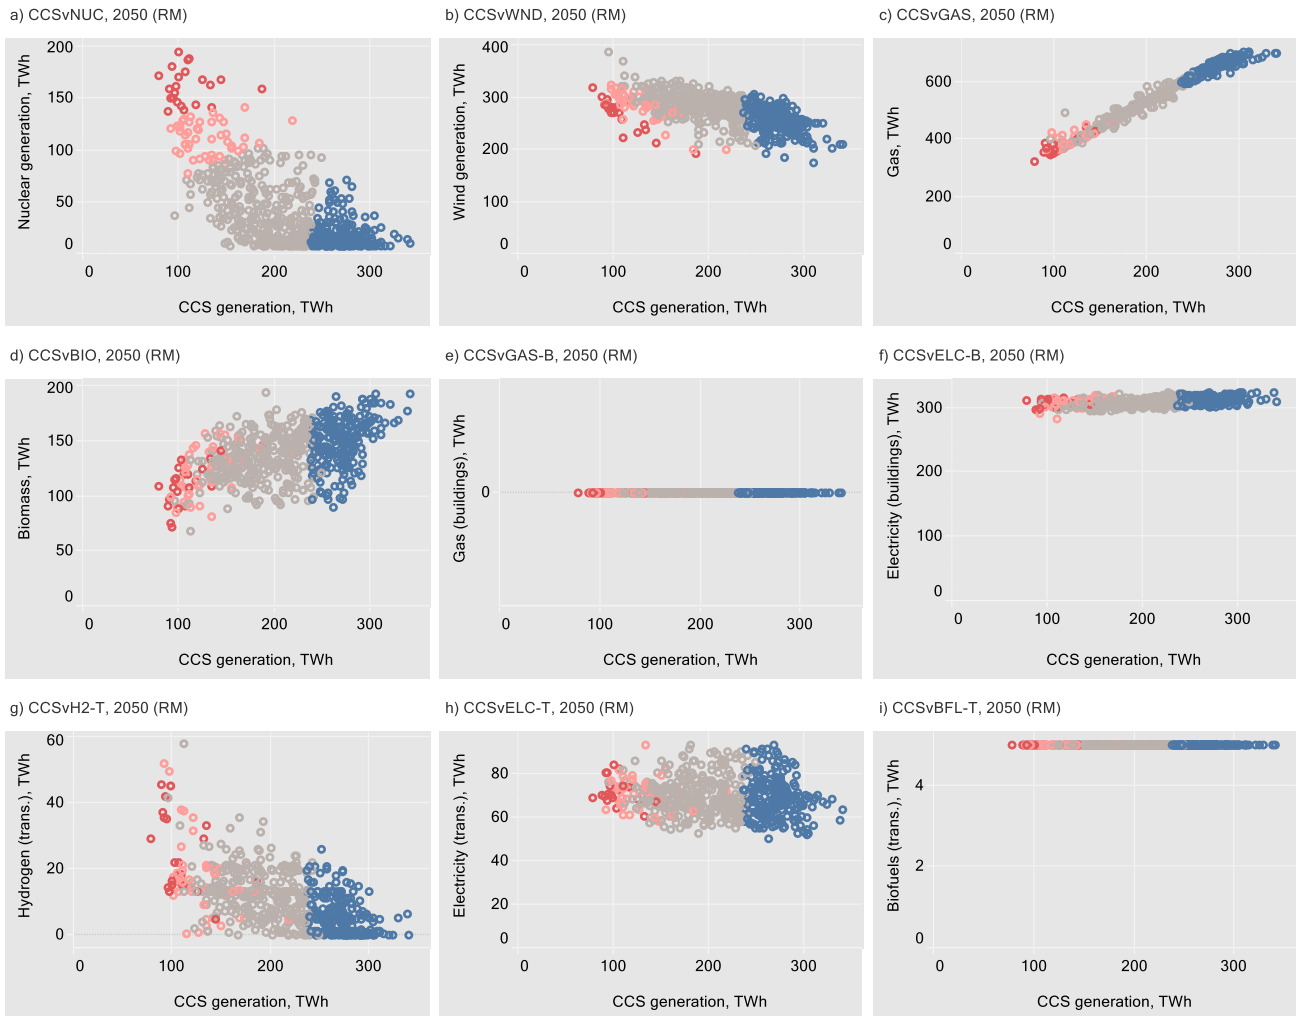 a) CCSvNUC, 2050 (RM)
b) CCSvWND, 2050 (RM)
c) CCSvGAS, 2050 (RM)
Nuclear generation, TWh
200
150
100
50
0
0 100 200 300
CCS generation, TWh
Wind generation, TWh
400
300
200
100
0
0 100 200 300
CCS generation, TWh
Gas, TWh
600
400
200
0
0 100 200 300
CCS generation, TWh
d) CCSvBIO, 2050 (RM)
e) CCSvGAS-B, 2050 (RM)
f) CCSvELC-B, 2050 (RM)
Biomass, TWh
200
150
100
50
0
0 100 200 300
CCS generation, TWh
Gas (buildings), TWh
0
0 100 200 300
CCS generation, TWh
Electricity (buildings), TWh
300
200
100
0
0 100 200 300
CCS generation, TWh
g) CCSvH2-T, 2050 (RM)
h) CCSvELC-T, 2050 (RM)
i) CCSvBFL-T, 2050 (RM)
Hydrogen (trans.), TWh
60
40
20
0
0 100 200 300
CCS generation, TWh
Electricity (trans.), TWh
80
60
40
20
0
0 100 200 300
CCS generation, TWh
Biofuels (trans.), TWh
4
2
0
0 100 200 300
CCS generation, TWh